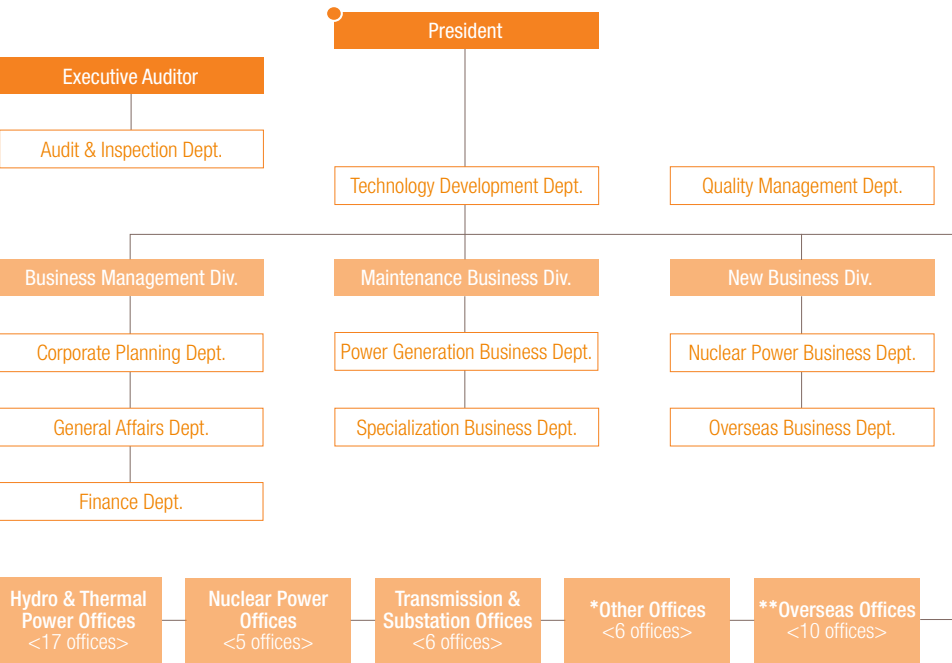 President
Executive Auditor
Audit & Inspection Dept.
Technology Development Dept.
Quality Management Dept.
Business Management Div.
Maintenance Business Div.
New Business Div.
Corporate Planning Dept.
Power Generation Business Dept.
Nuclear Power Business Dept.
General Affairs Dept.
Specialization Business Dept.
Overseas Business Dept.
Finance Dept.
Hydro & Thermal
Power Offices
<17 offices>
Nuclear Power
Offices
<5 offices>
Transmission &
Substation Offices
<6 offices>
*Other Offices
<6 offices>
**Overseas Offices
<10 offices>